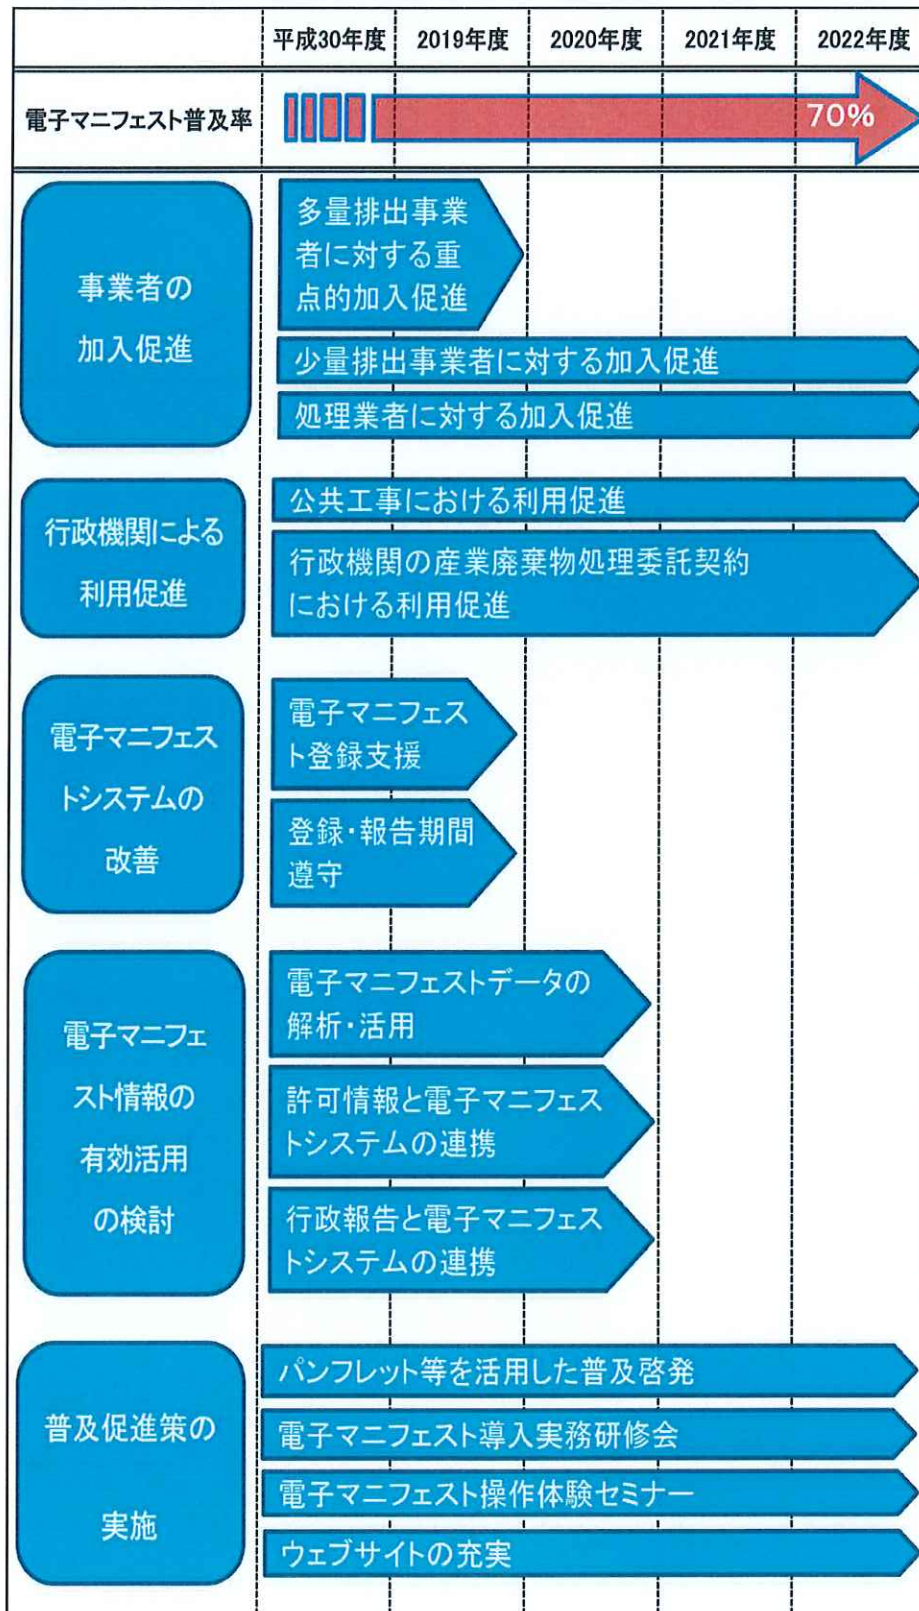 平成30年度 2019年度 2020年度 2021年度 2022年度
電子マニフェスト普及率
70%
事業者の
加入促進
多量排出事業
者に対する重
点的加入促進
少量排出事業者に対する加入促進
処理業者に対する加入促進
行政機関による
利用促進
公共工事における利用促進
行政機関の産業廃棄物処理委託契約
における利用促進
電子マニフェス
トシステムの
改善
電子マニフェス
ト登録支援
登録・報告期間
遵守
電子マニフェ
スト情報の
有効活用
の検討
電子マニフェストデータの
解析・活用
許可情報と電子マニフェス
トシステムの連携
行政報告と電子マニフェス
トシステムの連携
普及促進策の
実施
パンフレット等を活用した普及啓発
電子マニフェスト導入実務研修会
電子マニフェスト操作体験セミナー
ウェブサイトの充実